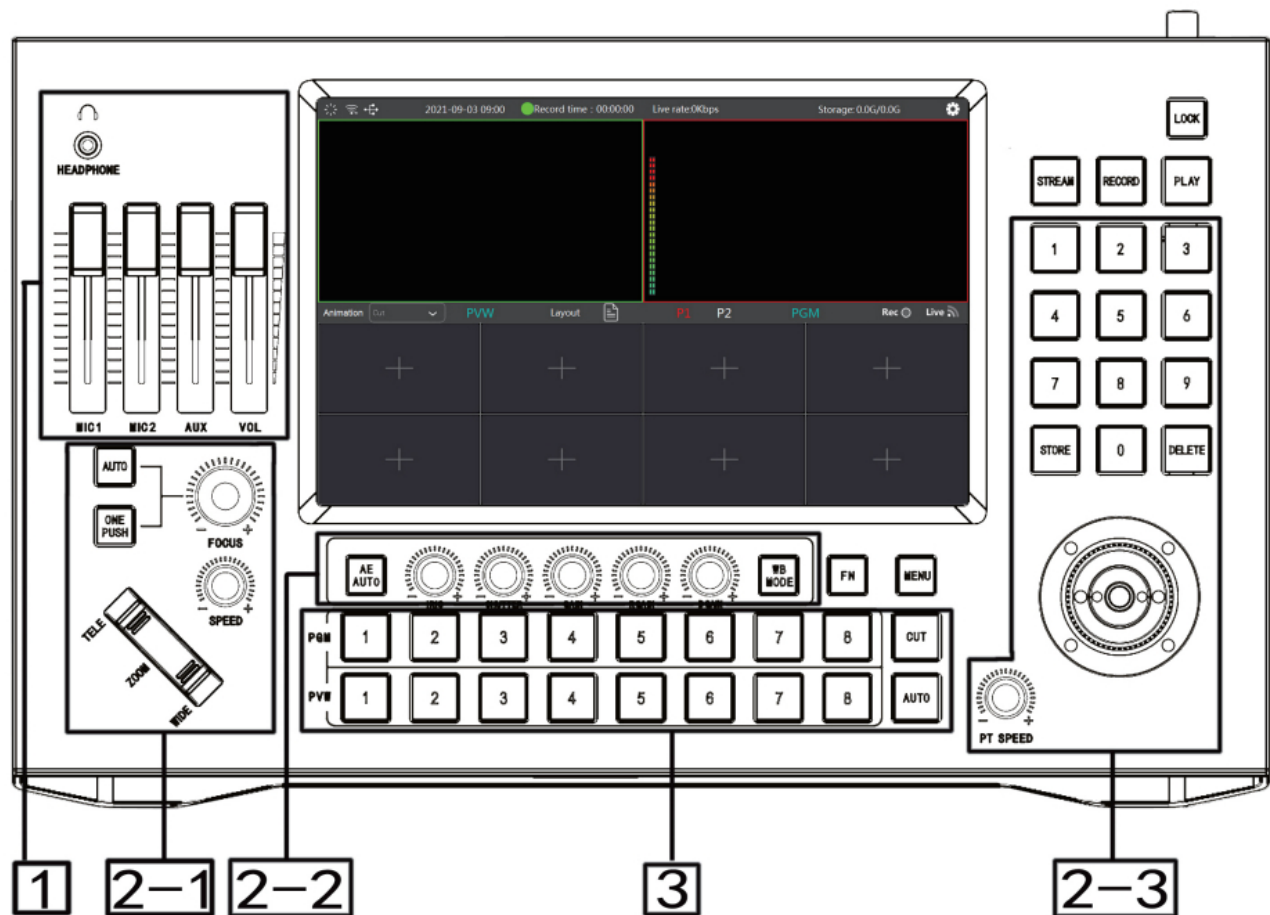 LOCK
2021-09-03 09:00 Record time : 00:00:00 Live rate:0Kbps Storage: 0.0G/0.0G
HEADPHONE
STREAM RECORD PLAY
1 2 3
4 5 6
7 8 9
STORE 0 DELETE
Animation Cut PVW Layout P1 P2 PGM Rec Live
MIC1 MIC2 AUX VOL
AUTO
ONE PUSH
- +
FOCUS
- +
SPEED
TELE
ZOOM
WIDE
AE AUTO - + - + - + - + - + WB MODE FN MENU
PGM 1 2 3 4 5 6 7 8 CUT
PVW 1 2 3 4 5 6 7 8 AUTO
- +
PT SPEED
1 2-1 2-2 3 2-3